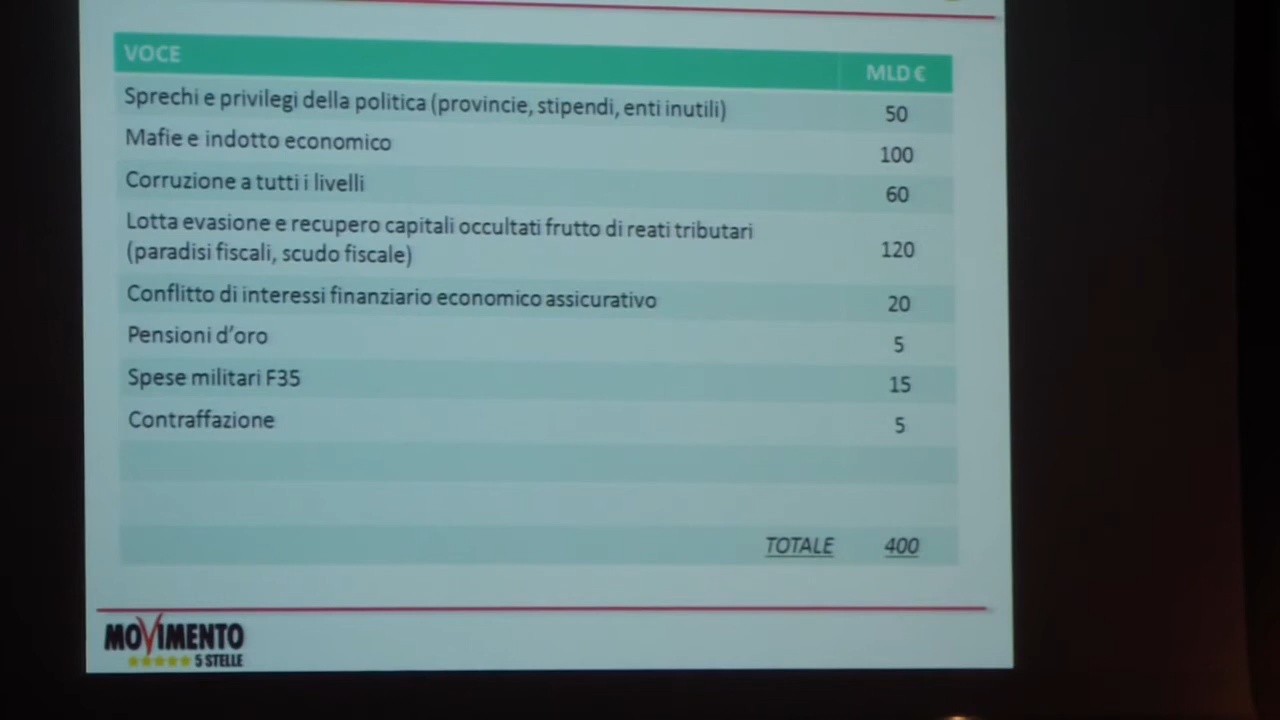 VOCE MLD €
Sprechi e privilegi della politica (provincie, stipendi, enti inutili) 50
Mafie e indotto economico 100
Corruzione a tutti i livelli 60
Lotta evasione e recupero capitali occultati frutto di reati tributari
(paradisi fiscali, scudo fiscale) 120
Conflitto di interessi finanziario economico assicurativo 20
Pensioni d'oro 5
Spese militari F35 15
Contraffazione 5
TOTALE 400
MOVIMENTO
5 STELLE